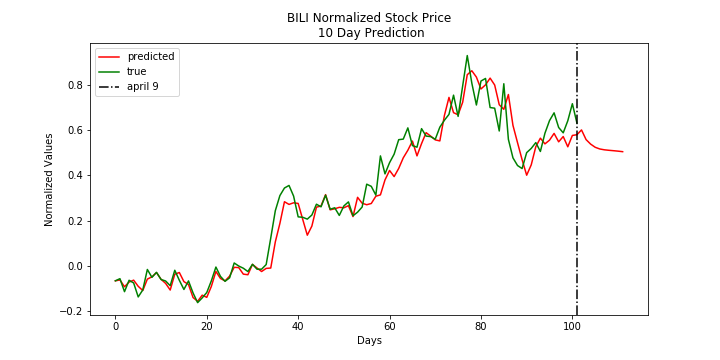 BILI Normalized Stock Price
10 Day Prediction
predicted
true
april 9
Normalized Values
0.8
0.6
0.4
0.2
0.0
−0.2
0 20 40 60 80 100
Days